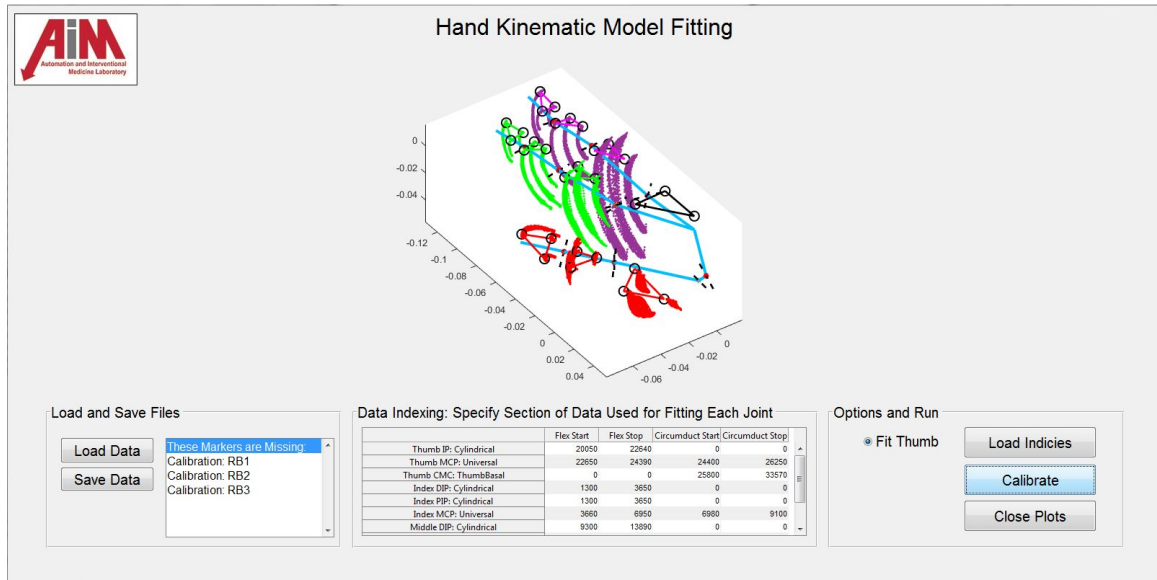 AiM
Automation and Interventional
Medicine Laboratory
Hand Kinematic Model Fitting
0
-0.02
-0.04
-0.12
-0.1
-0.08
-0.06
-0.04
-0.02
0
0.02
0.04
0
-0.02
-0.04
-0.06
Load and Save Files
Load Data
Save Data
These Markers are Missing:
Calibration: RB1
Calibration: RB2
Calibration: RB3
Data Indexing: Specify Section of Data Used for Fitting Each Joint
Flex Start Flex Stop Circumduct Start Circumduct Stop
Thumb IP: Cylindrical 20050 22640 0 0
Thumb MCP: Universal 22650 24390 24400 26250
Thumb CMC: ThumbBasal 0 0 25800 33570
Index DIP: Cylindrical 1300 3650 0 0
Index PIP: Cylindrical 1300 3650 0 0
Index MCP: Universal 3660 6950 6980 9100
Middle DIP: Cylindrical 9300 13890 0 0
Options and Run
Fit Thumb
Load Indicies
Calibrate
Close Plots